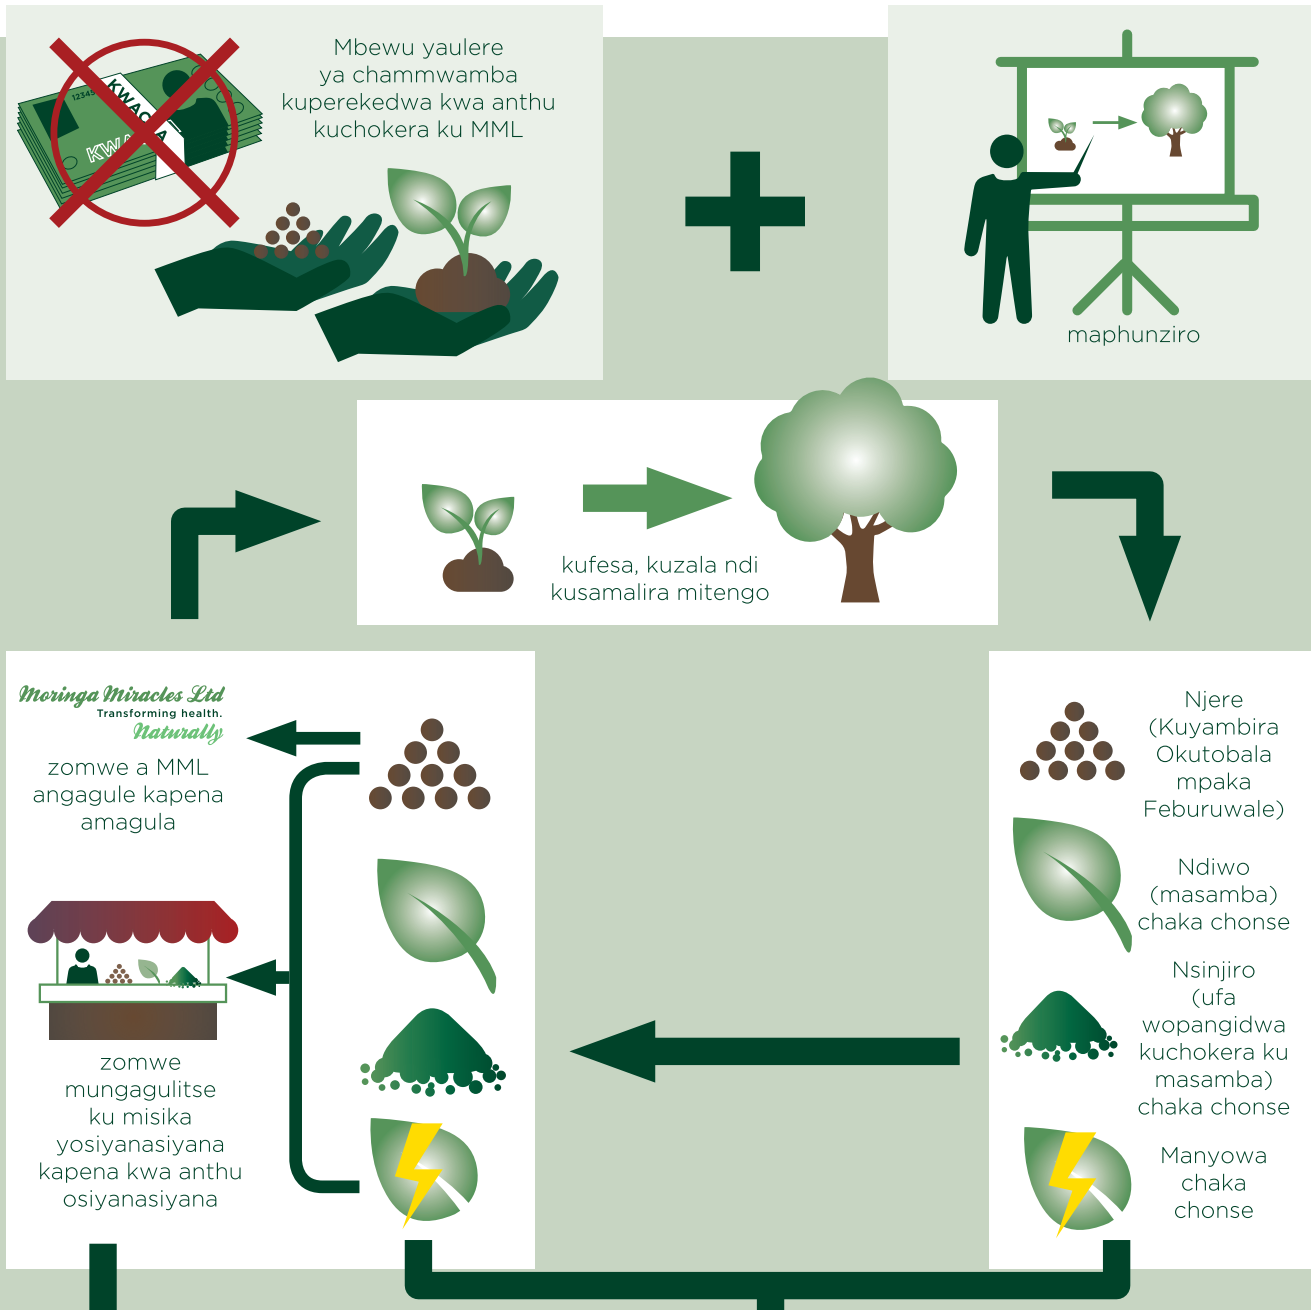 12345
KWACHA
Mbewu yaulere
ya chammwamba
kuperekedwa kwa anthu
kuchokera ku MML
maphunziro
kufesa, kuzala ndi
kusamalira mitengo
Moringa Miracles Ltd
Transforming health.
Naturally
zomwe a MML
angagule kapena
amagula
zomwe
mungagulitse
ku misika
yosiyanasiyana
kapena kwa anthu
osiyanasiyana
Njere
(Kuyambira
Okutobala
mpaka
Feburuwale)
Ndiwo
(masamba)
chaka chonse
Nsinjiro
(ufa
wopangidwa
kuchokera ku
masamba)
chaka chonse
Manyowa
chaka
chonse